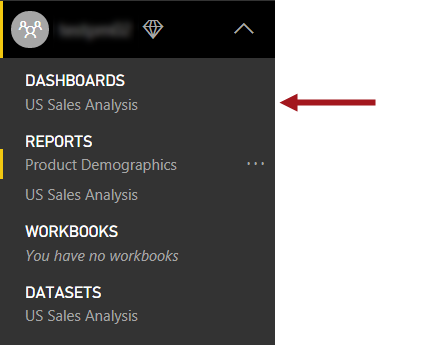 DASHBOARDS
US Sales Analysis
REPORTS
Product Demographics
US Sales Analysis
WORKBOOKS
You have no workbooks
DATASETS
US Sales Analysis